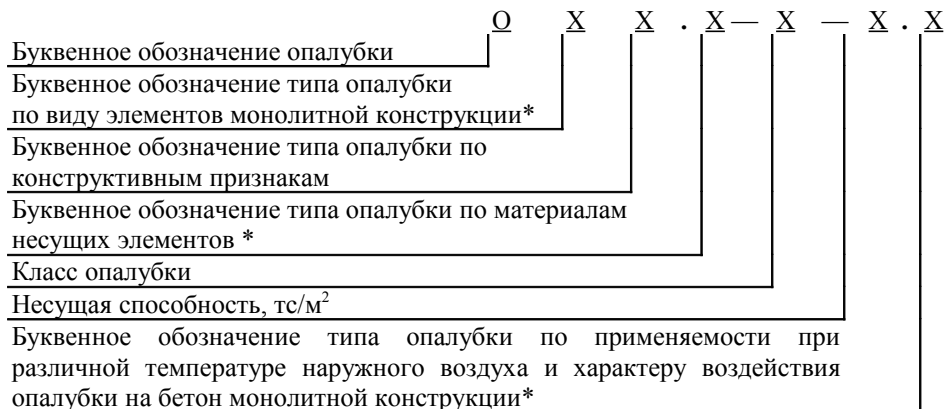 О Х Х . Х — Х — Х . Х
Буквенное обозначение опалубки
Буквенное обозначение типа опалубки
по виду элементов монолитной конструкции*
Буквенное обозначение типа опалубки по
конструктивным признакам
Буквенное обозначение типа опалубки по материалам
несущих элементов *
Класс опалубки
Несущая способность, тс/м²
Буквенное обозначение типа опалубки по применяемости при
различной температуре наружного воздуха и характеру воздействия
опалубки на бетон монолитной конструкции*